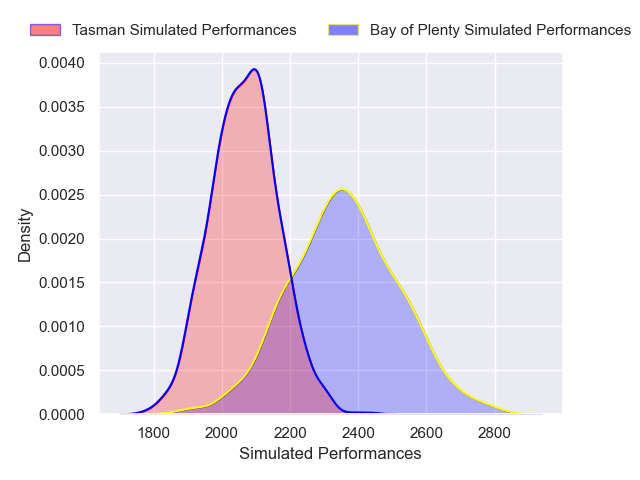 Tasman Simulated Performances Bay of Plenty Simulated Performances
0.0040
0.0035
0.0030
0.0025
0.0020
0.0015
0.0010
0.0005
0.0000
Density
1800 2000 2200 2400 2600 2800
Simulated Performances